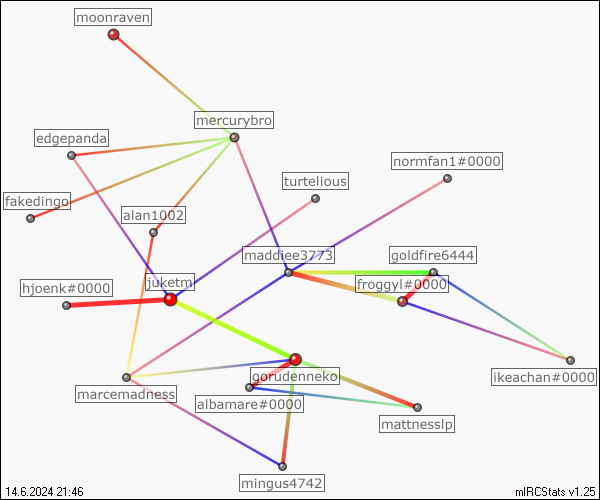 moonraven
mercurybro
edgepanda
normfan1#0000
turtelious
fakedingo
alan1002
maddiee3773
goldfire6444
juketm
froggyl#0000
hjoenk#0000
gorudenneko
ikeachan#0000
marcemadness
albamare#0000
mattnesslp
mingus4742
14.6.2024 21:46
mIRCStats v1.25